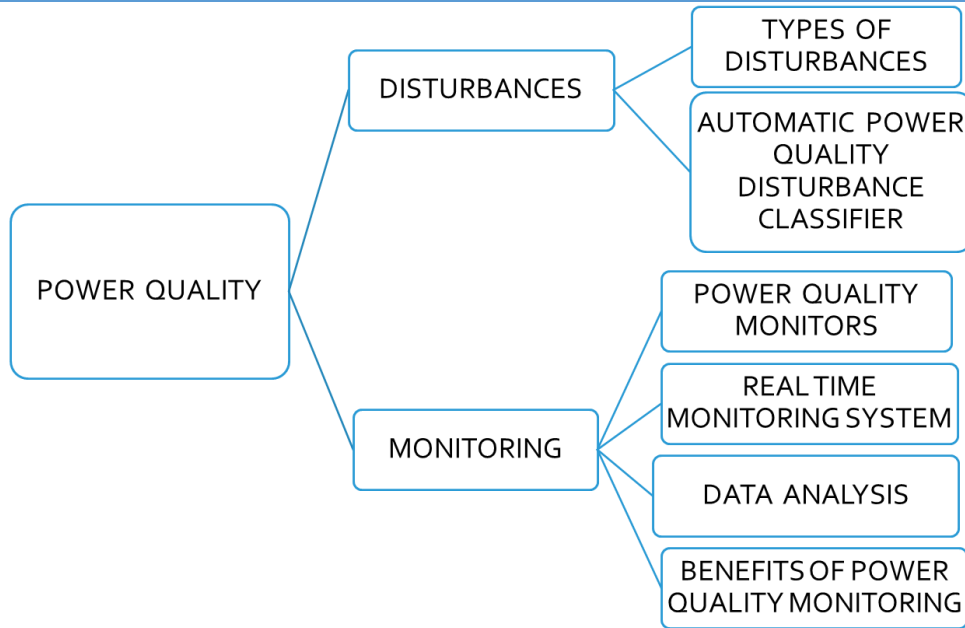 POWER QUALITY
DISTURBANCES
TYPES OF
DISTURBANCES
AUTOMATIC POWER
QUALITY
DISTURBANCE
CLASSIFIER
MONITORING
POWER QUALITY
MONITORS
REAL TIME
MONITORING SYSTEM
DATA ANALYSIS
BENEFITS OF POWER
QUALITY MONITORING